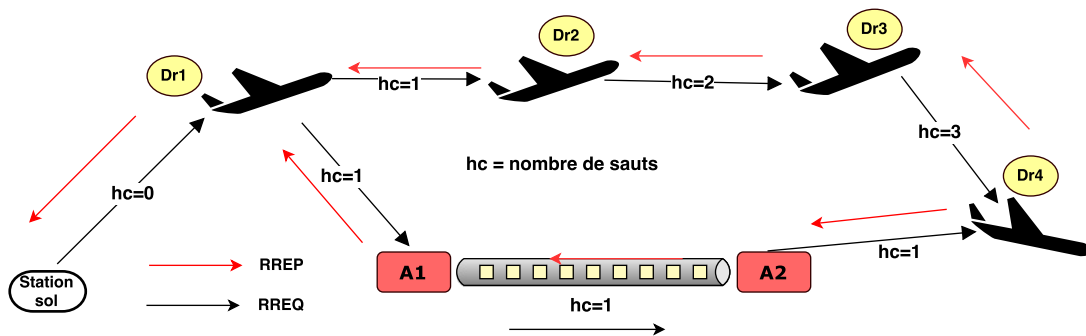 Dr1
Dr2
Dr3
hc=1
hc=2
hc=3
hc=0
hc=1
hc = nombre de sauts
Dr4
Station
sol
RREP
RREQ
A1
A2
hc=1
hc=1